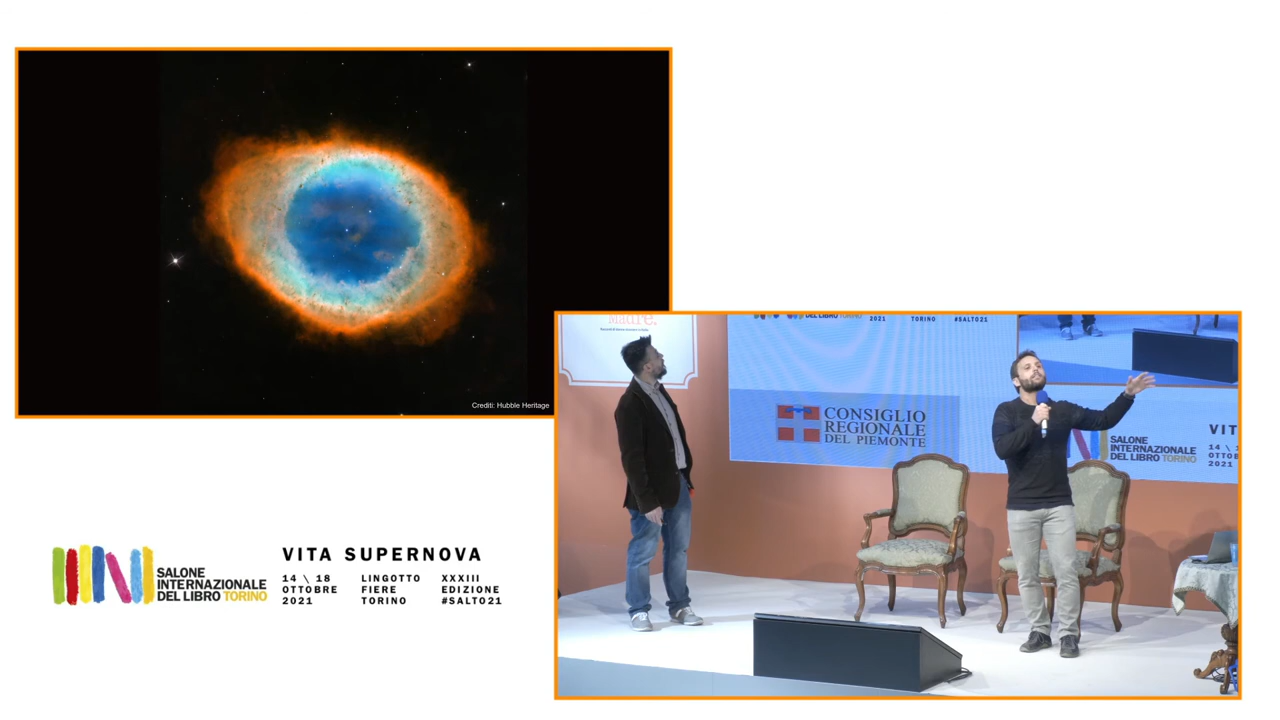 Crediti: Hubble Heritage
Madre.
DEL LIBRO TORINO
2021
TORINO
#SALTO21
CONSIGLIO
REGIONALE
DEL PIEMONTE
SALONE
INTERNAZIONALE
DEL LIBRO TORINO
VIT
14 \
OTTOB
2021
SALONE
INTERNAZIONALE
DEL LIBRO TORINO
VITA SUPERNOVA
14 \ 18
OTTOBRE
2021
LINGOTTO
FIERE
TORINO
XXXIII
EDIZIONE
#SALTO21